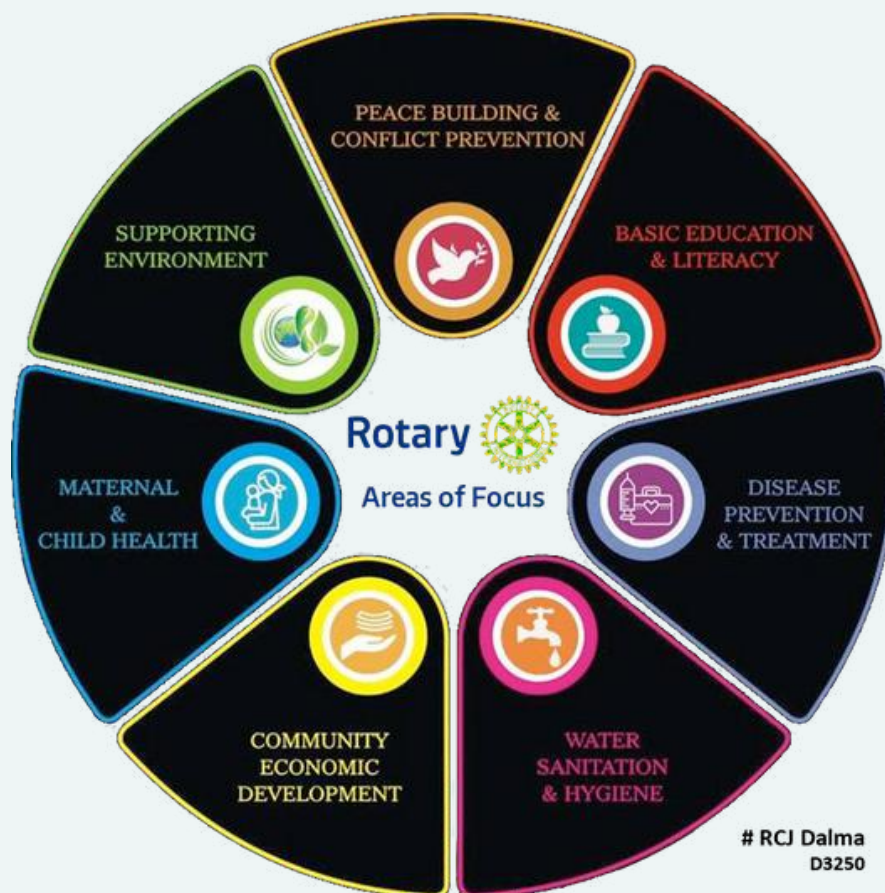 PEACE BUILDING &
CONFLICT PREVENTION
BASIC EDUCATION
& LITERACY
DISEASE
PREVENTION
& TREATMENT
WATER
SANITATION
& HYGIENE
COMMUNITY
ECONOMIC
DEVELOPMENT
MATERNAL
&
CHILD HEALTH
SUPPORTING
ENVIRONMENT
Rotary
Areas of Focus
# RCJ Dalma
D3250